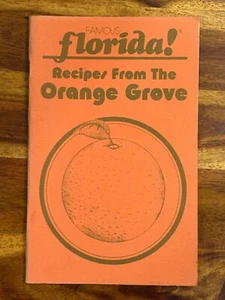 FAMOUS
florida!
Recipes From The
Orange Grove